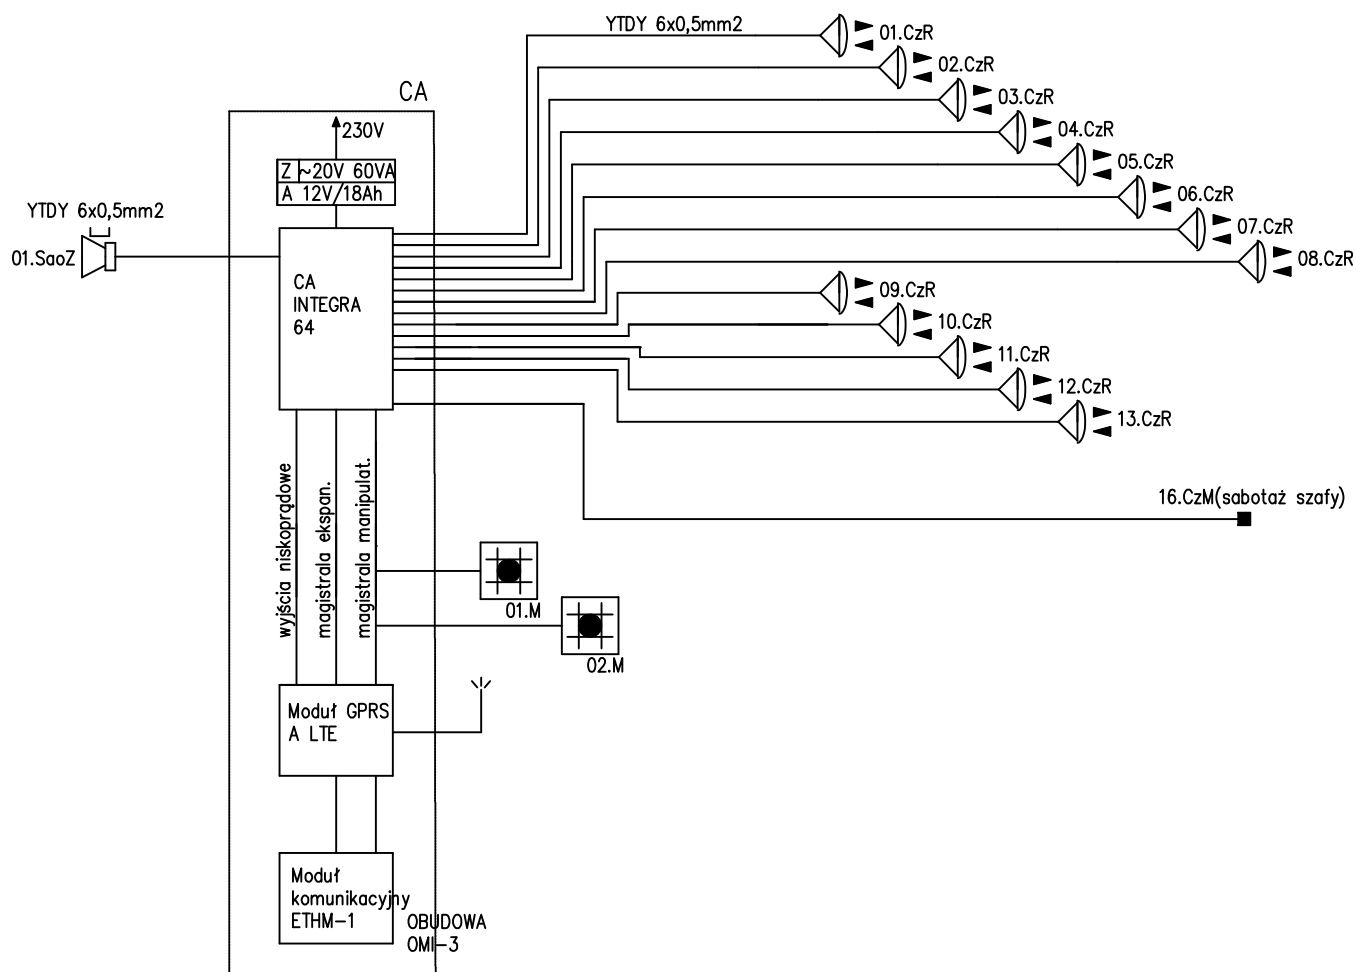 YTDY 6x0,5mm2
01.CzR
02.CzR
03.CzR
04.CzR
05.CzR
06.CzR
07.CzR
08.CzR
CA
230V
Z ~20V 60VA
A 12V/18Ah
YTDY 6x0,5mm2
01.SaoZ
CA
INTEGRA
64
09.CzR
10.CzR
11.CzR
12.CzR
13.CzR
16.CzM(sabotaż szafy)
wyjścia niskoprądowe
magistrala ekspan.
magistrala manipulat.
01.M
02.M
Moduł GPRS
A LTE
Moduł
komunikacyjny
ETHM-1
OBUDOWA
OMI-3